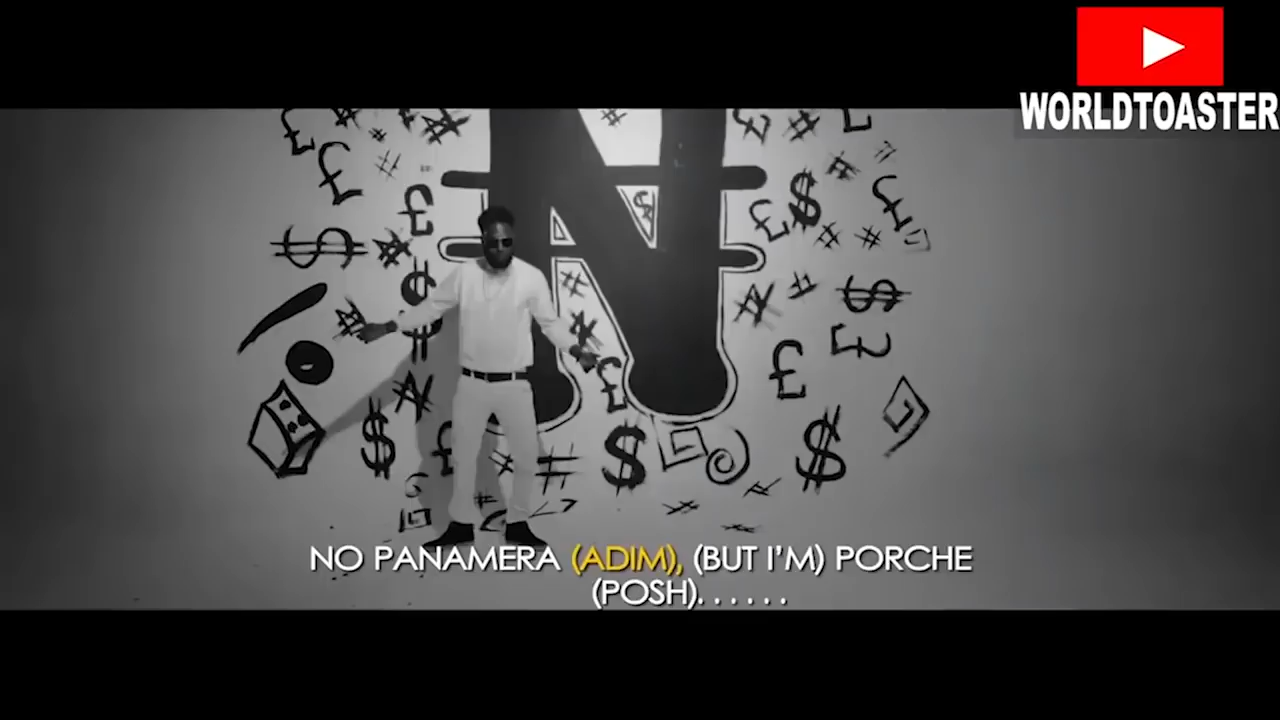 WORLDTOASTER
NO PANAMERA (ADIM), (BUT I'M) PORCHE
(POSH). . . . . .